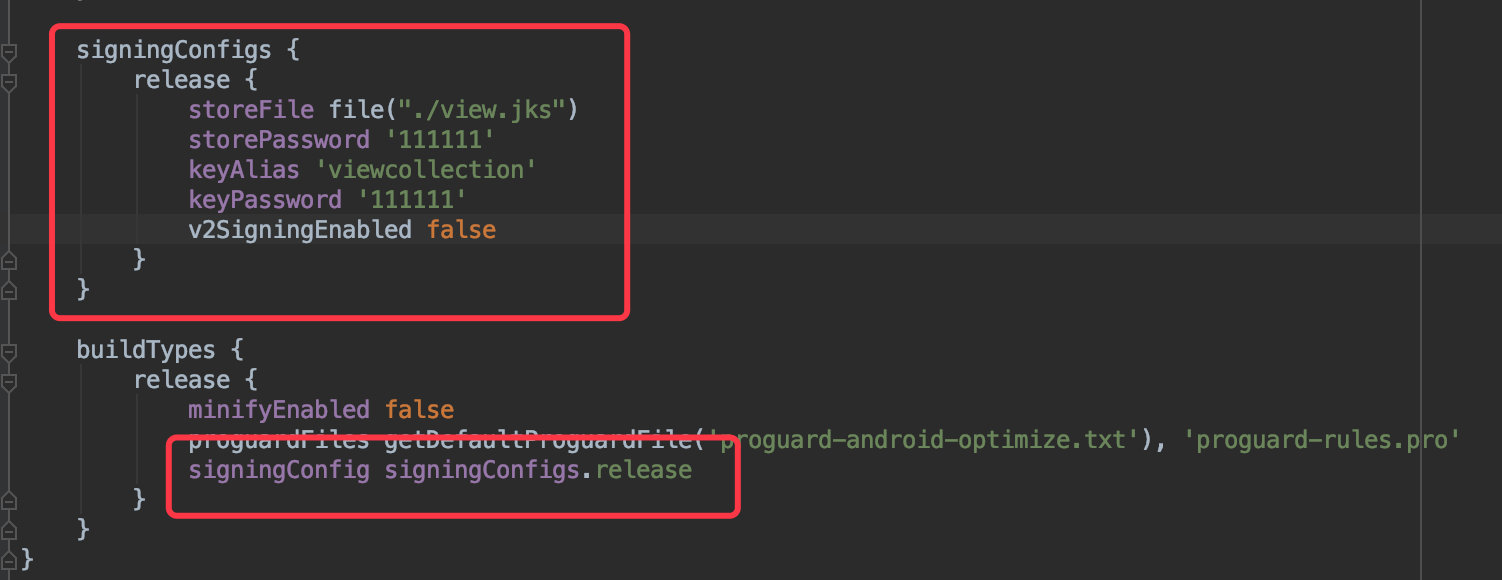 signingConfigs {
release {
storeFile file("./view.jks")
storePassword '111111'
keyAlias 'viewcollection'
keyPassword '111111'
v2SigningEnabled false
}
}
buildTypes {
release {
minifyEnabled false
proguardFiles getDefaultProguardFile('proguard-android-optimize.txt'), 'proguard-rules.pro'
signingConfig signingConfigs.release
}
}
}